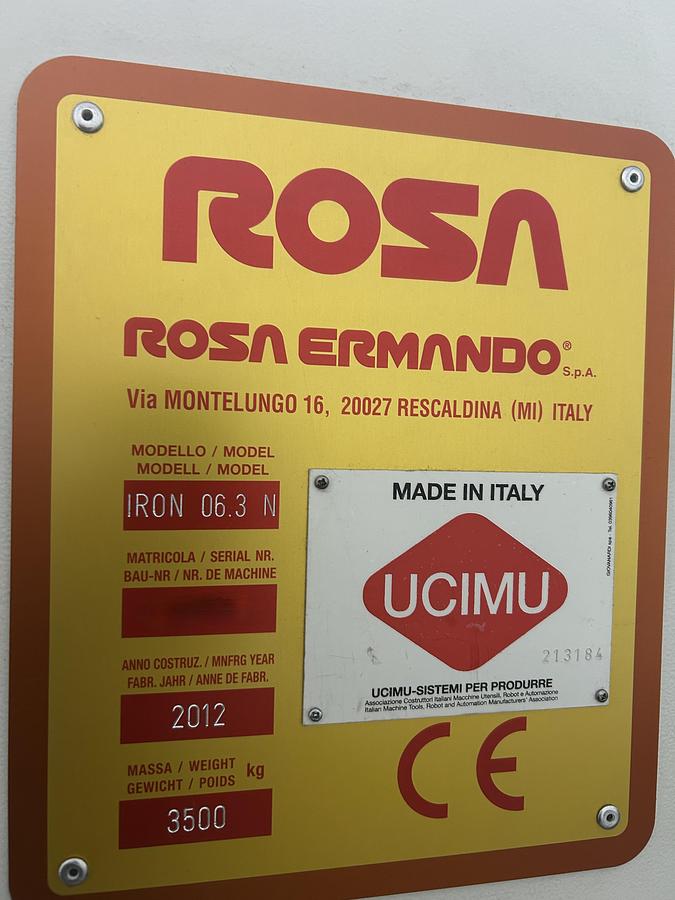 ROSA
ROSA ERMANDO® S.p.A.
Via MONTELUNGO 16, 20027 RESCALDINA (MI) ITALY
MODELLO / MODEL
MODELL / MODEL
IRON 06.3 N
MATRICOLA / SERIAL NR.
BAU-NR / NR. DE MACHINE
ANNO COSTRUZ. / MNFRG YEAR
FABR. JAHR / ANNE DE FABR.
2012
MASSA / WEIGHT kg
GEWICHT / POIDS
3500
MADE IN ITALY
UCIMU
213184
UCIMU-SISTEMI PER PRODURRE
Associazione Costruttori Italiani Macchine Utensili, Robot e Automazione
Italian Machine Tools, Robot and Automation Manufacturers' Association
GIOVANARDI spa - Tel.
CE